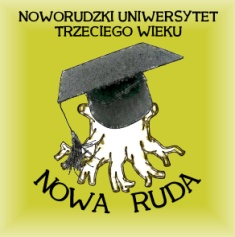 NOWORUDZKI UNIWERSYTET
TRZECIEGO WIEKU
NOWA RUDA